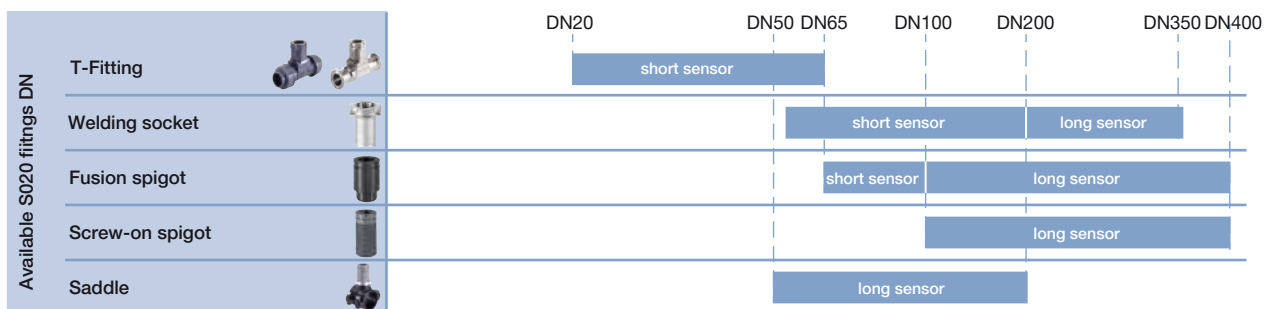 DN20 DN50 DN65 DN100 DN200 DN350 DN400
Available S020 fiitngs DN
T-Fitting short sensor
Welding socket short sensor long sensor
Fusion spigot short sensor long sensor
Screw-on spigot long sensor
Saddle long sensor